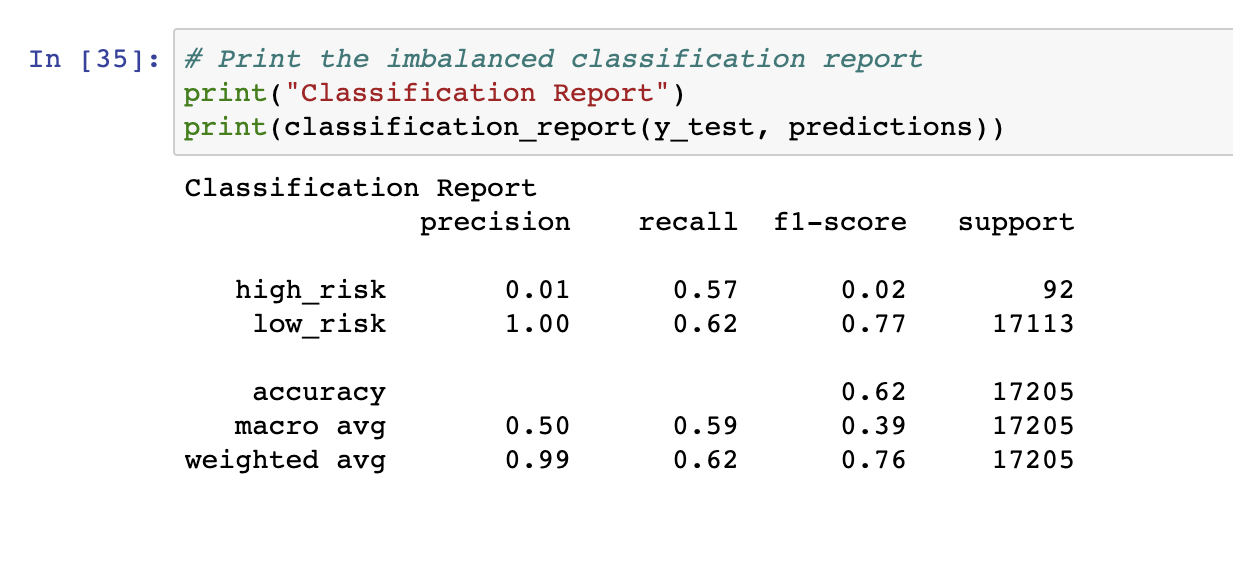 In [35]: # Print the imbalanced classification report
print("Classification Report")
print(classification_report(y_test, predictions))
Classification Report
precision recall f1-score support
high_risk 0.01 0.57 0.02 92
low_risk 1.00 0.62 0.77 17113
accuracy 0.62 17205
macro avg 0.50 0.59 0.39 17205
weighted avg 0.99 0.62 0.76 17205